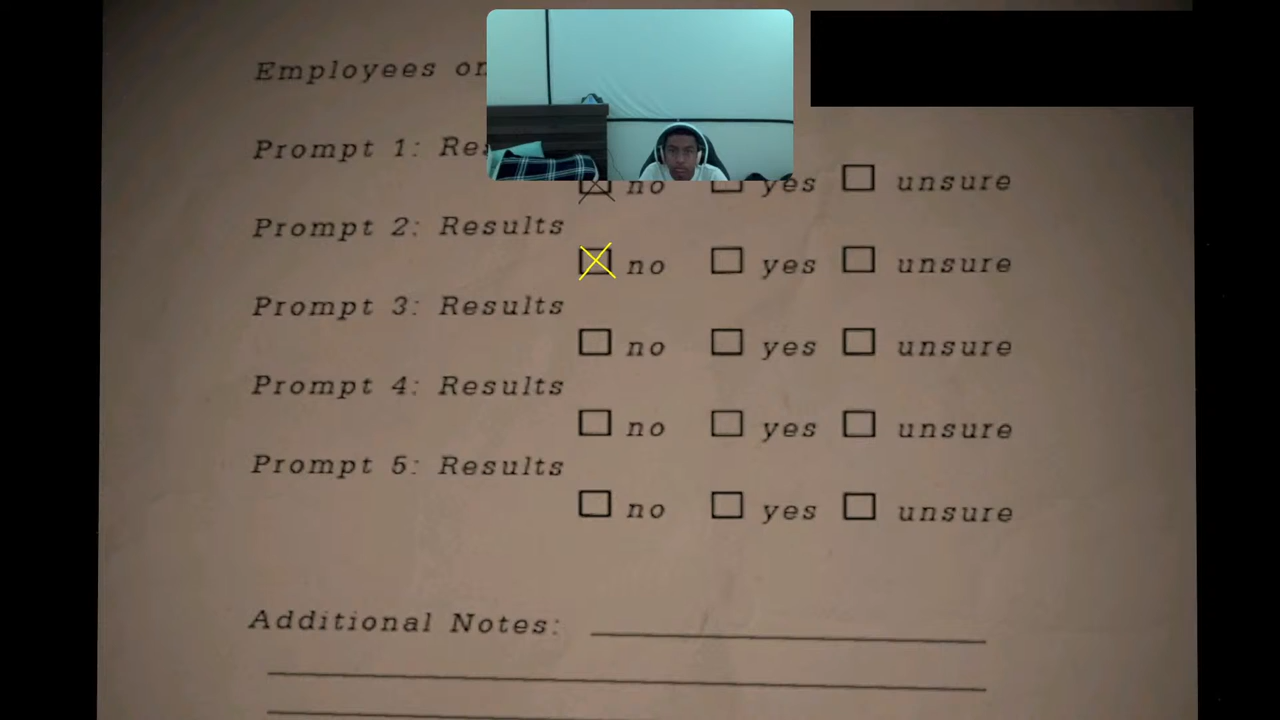 Employees on
Prompt 1:
no yes unsure
Prompt 2: Results
no yes unsure
Prompt 3: Results
no yes unsure
Prompt 4: Results
no yes unsure
Prompt 5: Results
no yes unsure
Additional Notes: